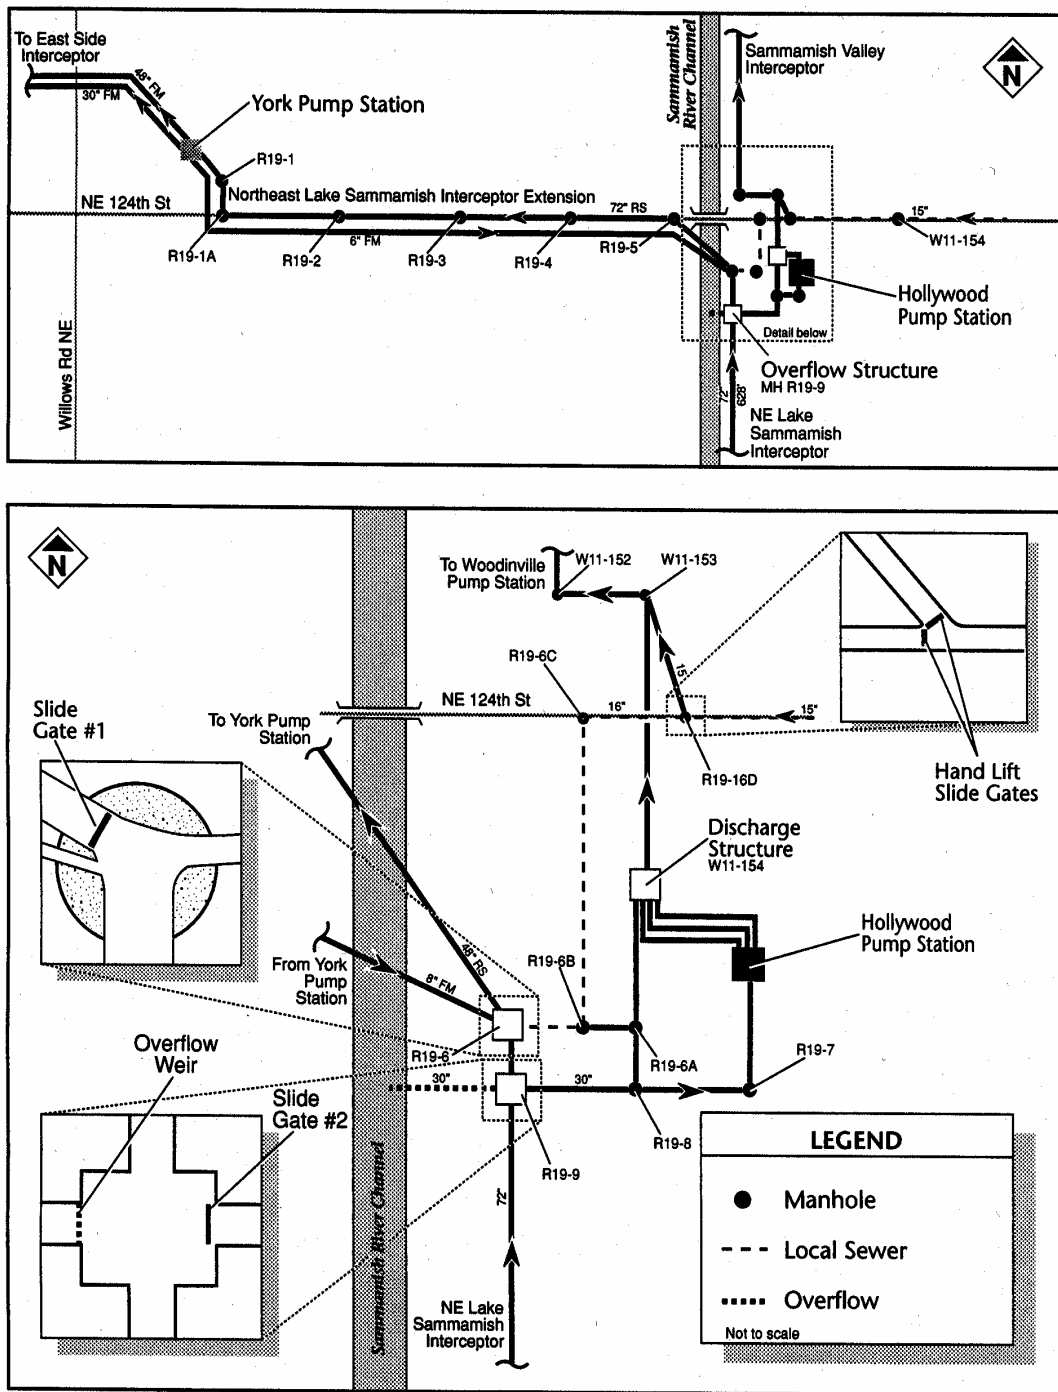 To East Side
Interceptor
48" FM
30" FM
York Pump Station
R19-1
NE 124th St
Northeast Lake Sammamish Interceptor Extension
72" RS
R19-1A
6" FM
R19-2
R19-3
R19-4
R19-5
Willows Rd NE
Sammamish
River Channel
Sammamish Valley
Interceptor
N
15"
W11-154
Hollywood
Pump Station
Detail below
Overflow Structure
MH R19-9
72"
628'
NE Lake
Sammamish
Interceptor
N
To Woodinville
Pump Station
W11-152
W11-153
R19-6C
15"
NE 124th St
16"
15"
R19-16D
Hand Lift
Slide Gates
Slide
Gate #1
To York Pump
Station
Discharge
Structure
W11-154
Hollywood
Pump Station
48" RS
From York
Pump
Station
8" FM
R19-6B
R19-6
R19-6A
R19-7
Overflow
Weir
30"
30"
Slide
Gate #2
R19-8
R19-9
72"
Sammamish River Channel
NE Lake
Sammamish
Interceptor
LEGEND
Manhole
Local Sewer
Overflow
Not to scale